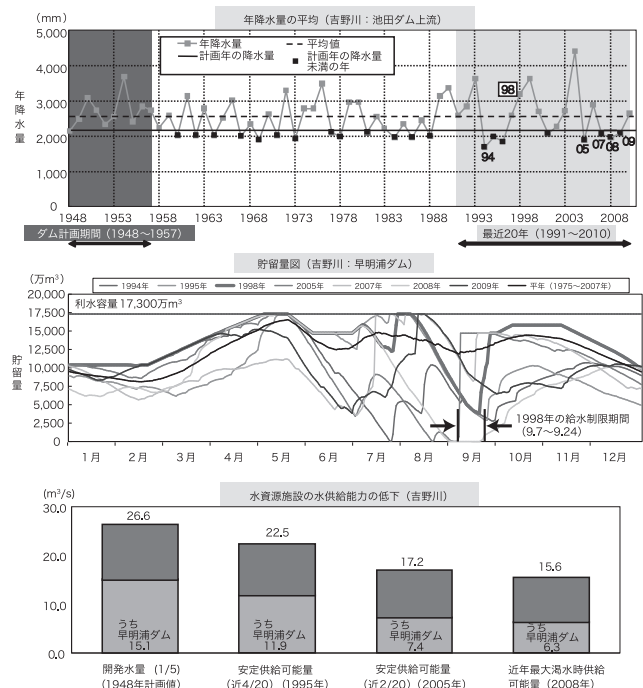 年降水量の平均（吉野川：池田ダム上流）
(mm)
5,000
4,000
3,000
2,000
1,000
0
年降水量
年降水量
平均値
計画年の降水量
計画年の降水量
未満の年
98
94
05
07
08
09
1948
1953
1958
1963
1968
1973
1978
1983
1988
1993
1998
2003
2008
ダム計画期間（1948～1957）
最近20年（1991～2010）
貯留量図（吉野川：早明浦ダム）
(万m³)
1994年
1995年
1998年
2005年
2007年
2008年
2009年
平年（1975～2007年）
20,000
17,500
15,000
12,500
10,000
7,500
5,000
2,500
0
貯留量
利水容量 17,300万m³
1998年の給水制限期間
（9.7～9.24）
1月
2月
3月
4月
5月
6月
7月
8月
9月
10月
11月
12月
水資源施設の水供給能力の低下（吉野川）
(m³/s)
30.0
20.0
10.0
0.0
26.6
22.5
17.2
15.6
うち
早明浦ダム
15.1
うち
早明浦ダム
11.9
うち
早明浦ダム
7.4
うち
早明浦ダム
6.3
開発水量（1/5）
（1948年計画値）
安定供給可能量
（近4/20）（1995年）
安定供給可能量
（近2/20）（2005年）
近年最大渇水時供給
可能量（2008年）